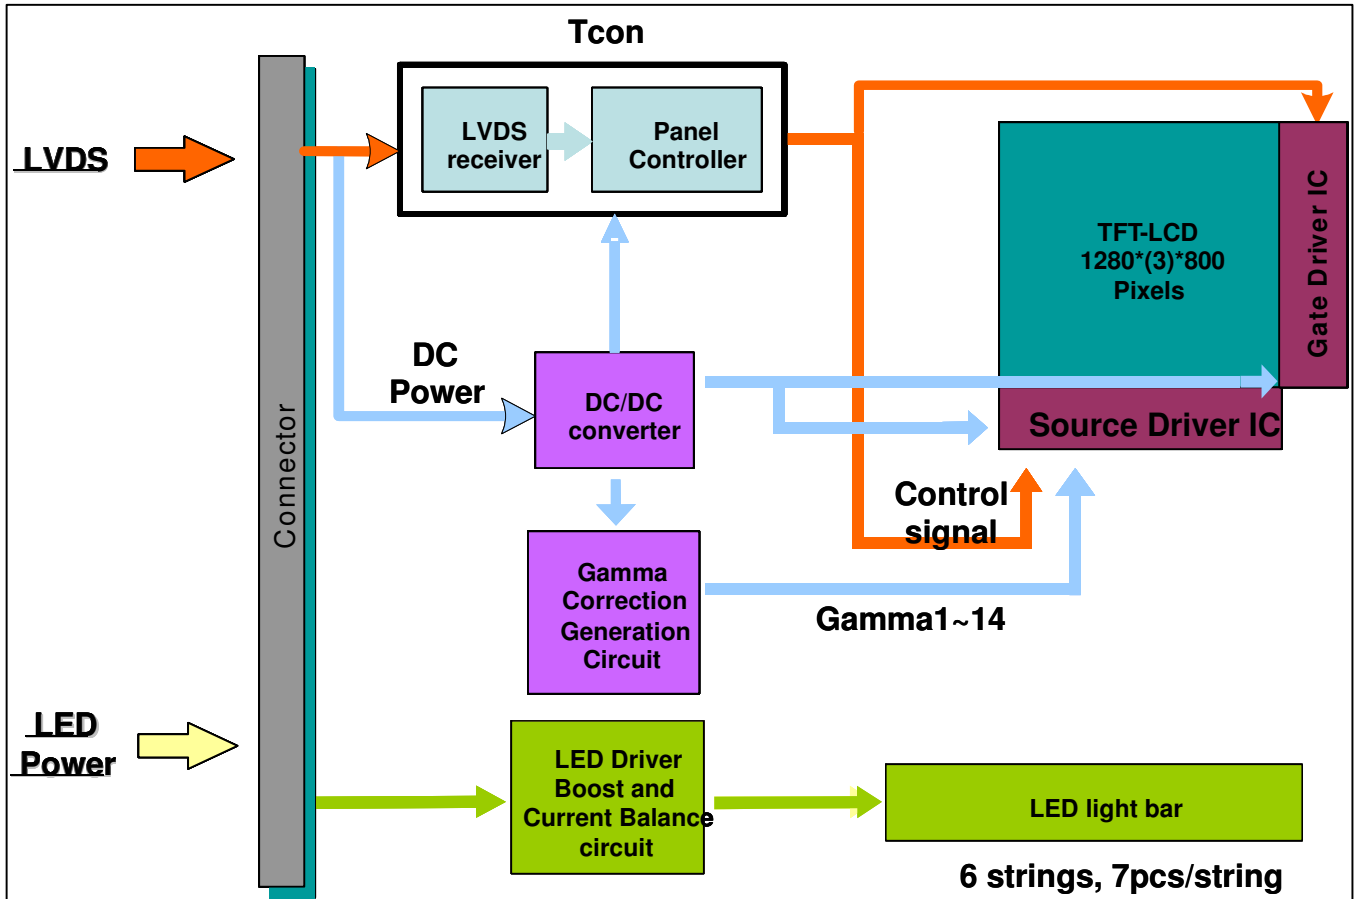 Tcon
LVDS
LVDS
receiver
Panel
Controller
TFT-LCD
1280*(3)*800
Pixels
Gate Driver IC
DC
Power
DC/DC
converter
Source Driver IC
Connector
Control
signal
Gamma
Correction
Generation
Circuit
Gamma1~14
LED
Power
LED Driver
Boost and
Current Balance
circuit
LED light bar
6 strings, 7pcs/string